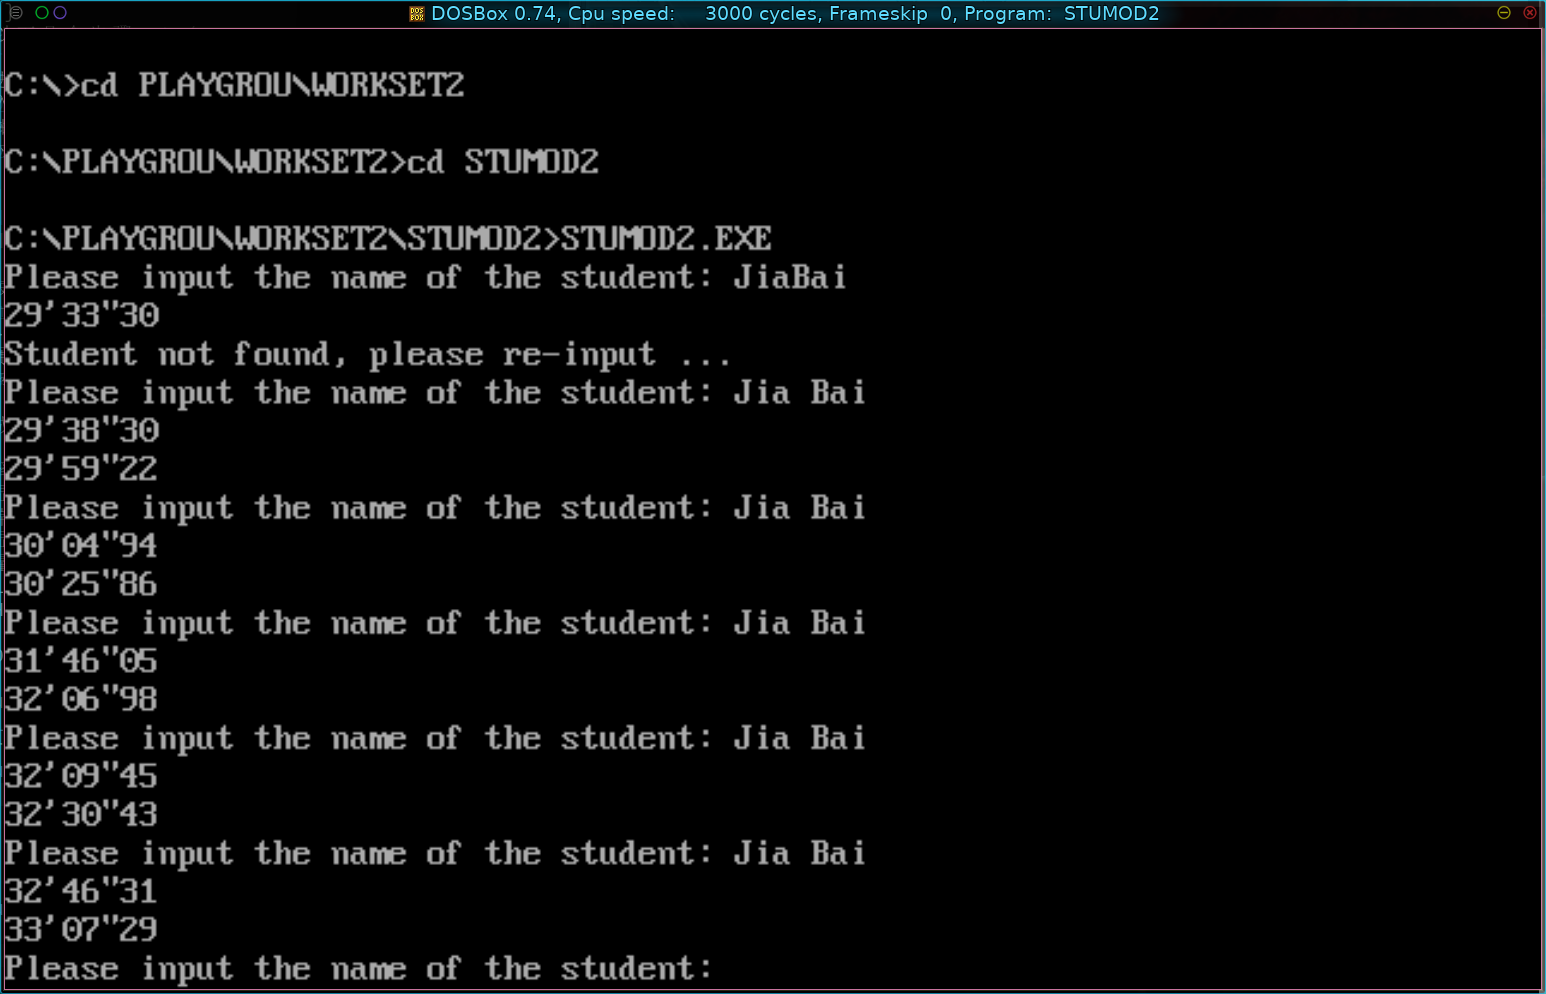 DOSBox 0.74, Cpu speed:    3000 cycles, Frameskip  0, Program:  STUMOD2
C:\>cd PLAYGROU\WORKSET2
C:\PLAYGROU\WORKSET2>cd STUMOD2
C:\PLAYGROU\WORKSET2\STUMOD2>STUMOD2.EXE
Please input the name of the student: JiaBai
29'33"30
Student not found, please re-input ...
Please input the name of the student: Jia Bai
29'38"30
29'59"22
Please input the name of the student: Jia Bai
30'04"94
30'25"86
Please input the name of the student: Jia Bai
31'46"05
32'06"98
Please input the name of the student: Jia Bai
32'09"45
32'30"43
Please input the name of the student: Jia Bai
32'46"31
33'07"29
Please input the name of the student: